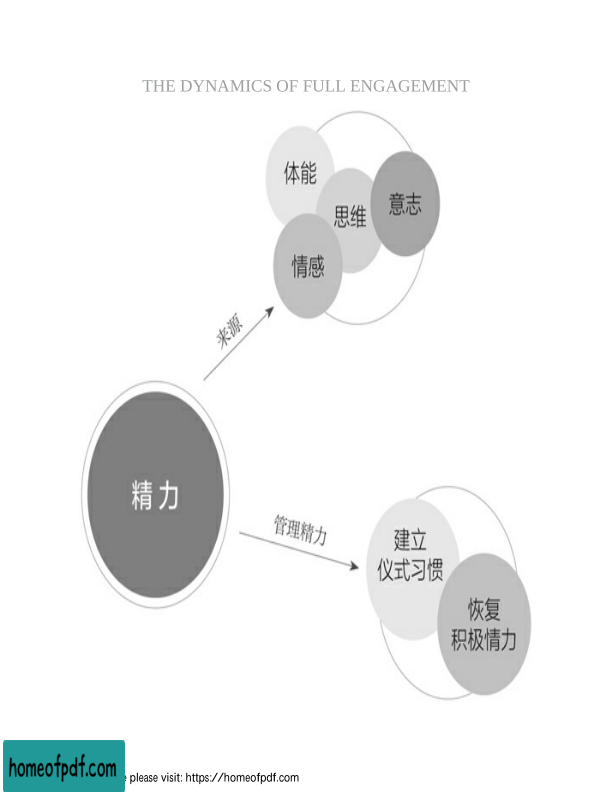 THE DYNAMICS OF FULL ENGAGEMENT
体能
思维
意志
情感
来源
精力
管理精力
建立
仪式习惯
恢复
积极情力
homeofpdf.com
please visit: https://homeofpdf.com